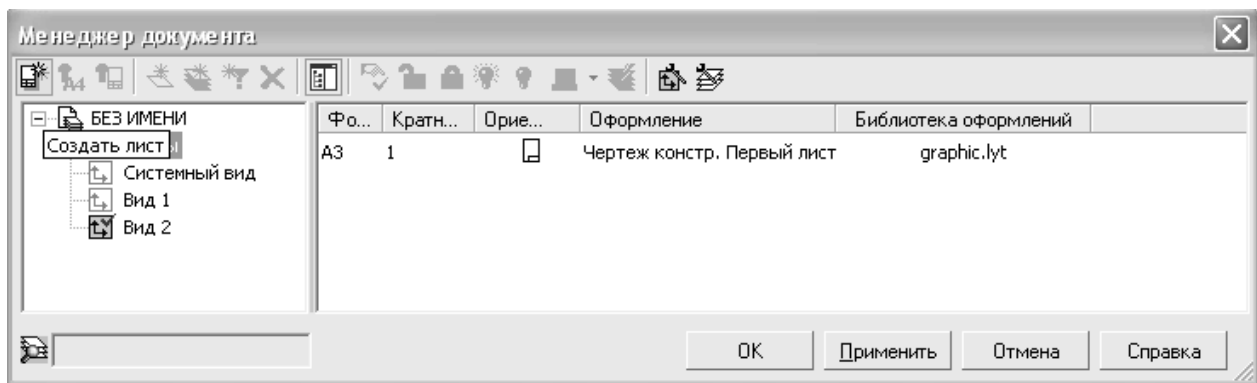 Менеджер документа
A4
БЕЗ ИМЕНИ
Создать лист
Системный вид
Вид 1
Вид 2
Фо... Кратн... Орие... Оформление Библиотека оформлений
А3 1 Чертеж констр. Первый лист graphic.lyt
ОК Применить Отмена Справка